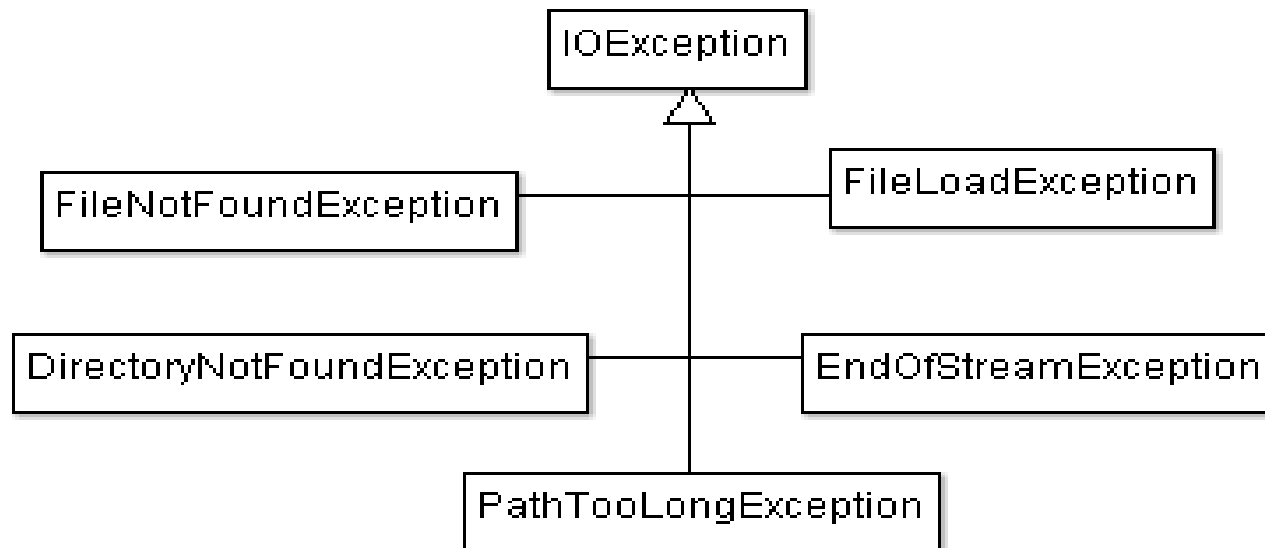 IOException
FileNotFoundException
FileLoadException
DirectoryNotFoundException
EndOfStreamException
PathTooLongException